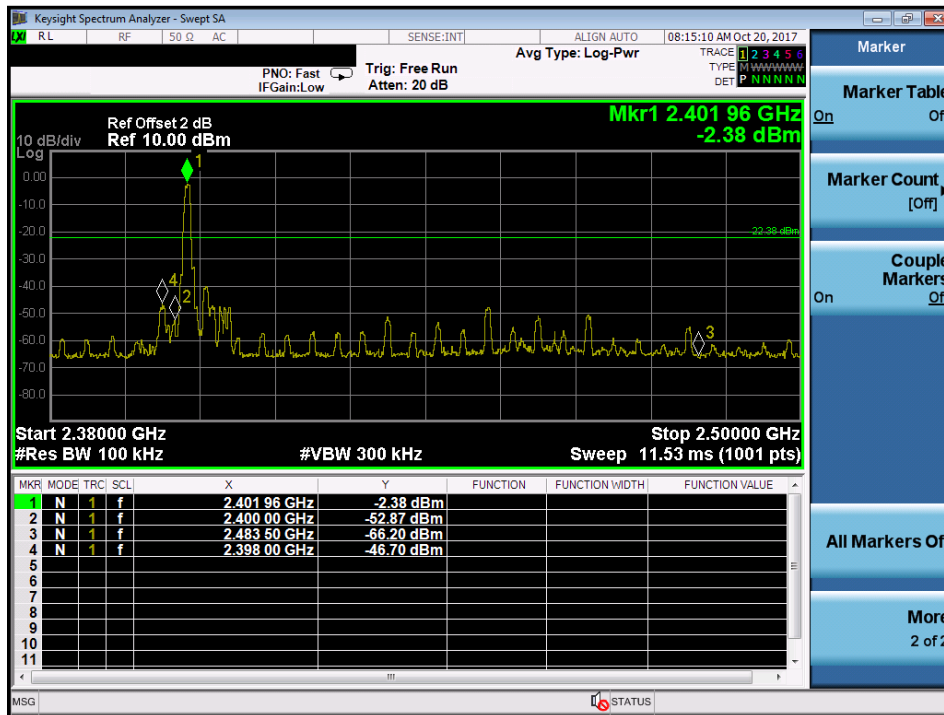 Keysight Spectrum Analyzer - Swept SA
LXI RL RF 50 Ω AC SENSE:INT ALIGN AUTO 08:15:10 AM Oct 20, 2017
PNO: Fast
IFGain:Low
Trig: Free Run
Atten: 20 dB
Avg Type: Log-Pwr
TRACE 1 2 3 4 5 6
TYPE M W W W W W
DET P N N N N N
Mkr1 2.401 96 GHz
-2.38 dBm
Ref Offset 2 dB
10 dB/div Ref 10.00 dBm
Log
0.00
-10.0
-20.0
-30.0
-40.0
-50.0
-60.0
-70.0
-80.0
1
-22.38 dBm
4
2
3
Start 2.38000 GHz Stop 2.50000 GHz
#Res BW 100 kHz #VBW 300 kHz Sweep 11.53 ms (1001 pts)
MKR MODE TRC SCL X Y FUNCTION FUNCTION WIDTH FUNCTION VALUE
1 N 1 f 2.401 96 GHz -2.38 dBm
2 N 1 f 2.400 00 GHz -52.87 dBm
3 N 1 f 2.483 50 GHz -66.20 dBm
4 N 1 f 2.398 00 GHz -46.70 dBm
5
6
7
8
9
10
11
MSG STATUS
Marker
Marker Table
On Of
Marker Count
[Off]
Couple
Markers
On Of
All Markers Of
More
2 of 2